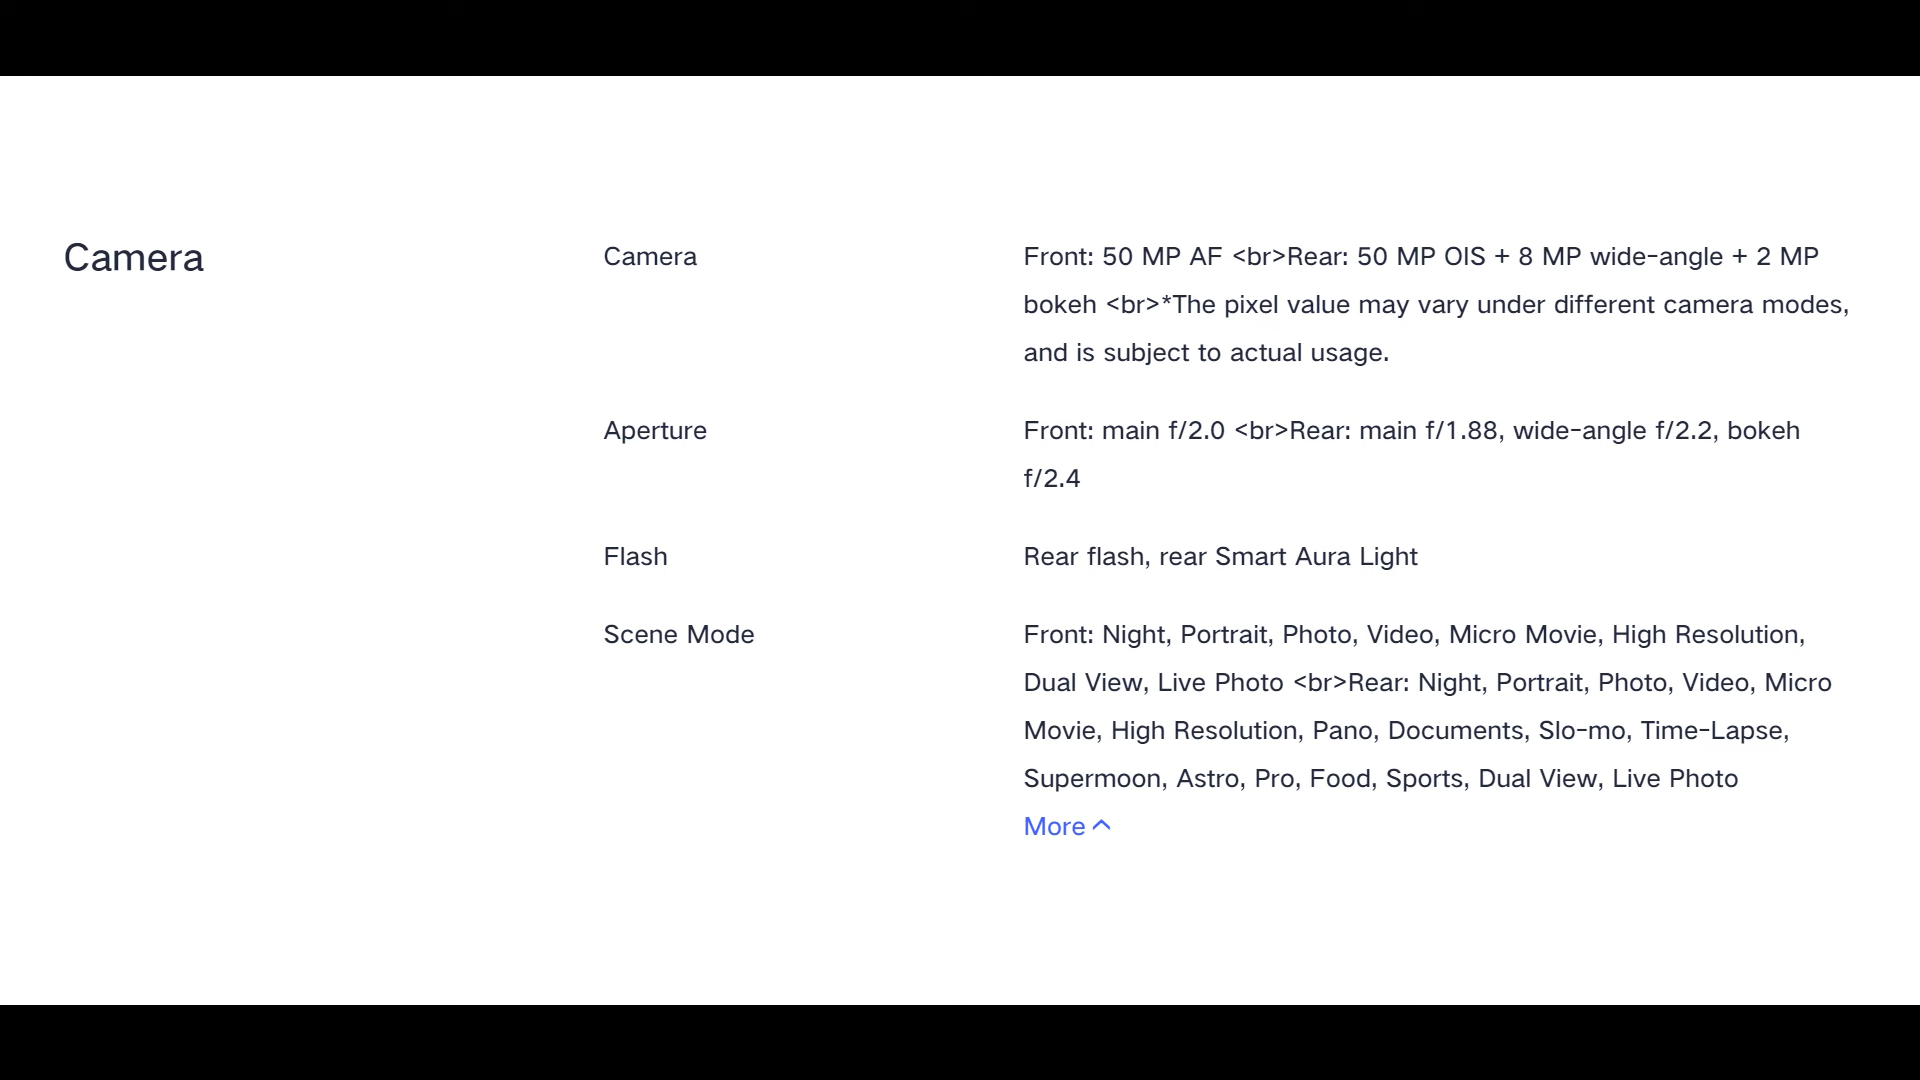 Camera
Camera
Front: 50 MP AF <br>Rear: 50 MP OIS + 8 MP wide-angle + 2 MP
bokeh <br>*The pixel value may vary under different camera modes,
and is subject to actual usage.
Aperture
Front: main f/2.0 <br>Rear: main f/1.88, wide-angle f/2.2, bokeh
f/2.4
Flash
Rear flash, rear Smart Aura Light
Scene Mode
Front: Night, Portrait, Photo, Video, Micro Movie, High Resolution,
Dual View, Live Photo <br>Rear: Night, Portrait, Photo, Video, Micro
Movie, High Resolution, Pano, Documents, Slo-mo, Time-Lapse,
Supermoon, Astro, Pro, Food, Sports, Dual View, Live Photo
More